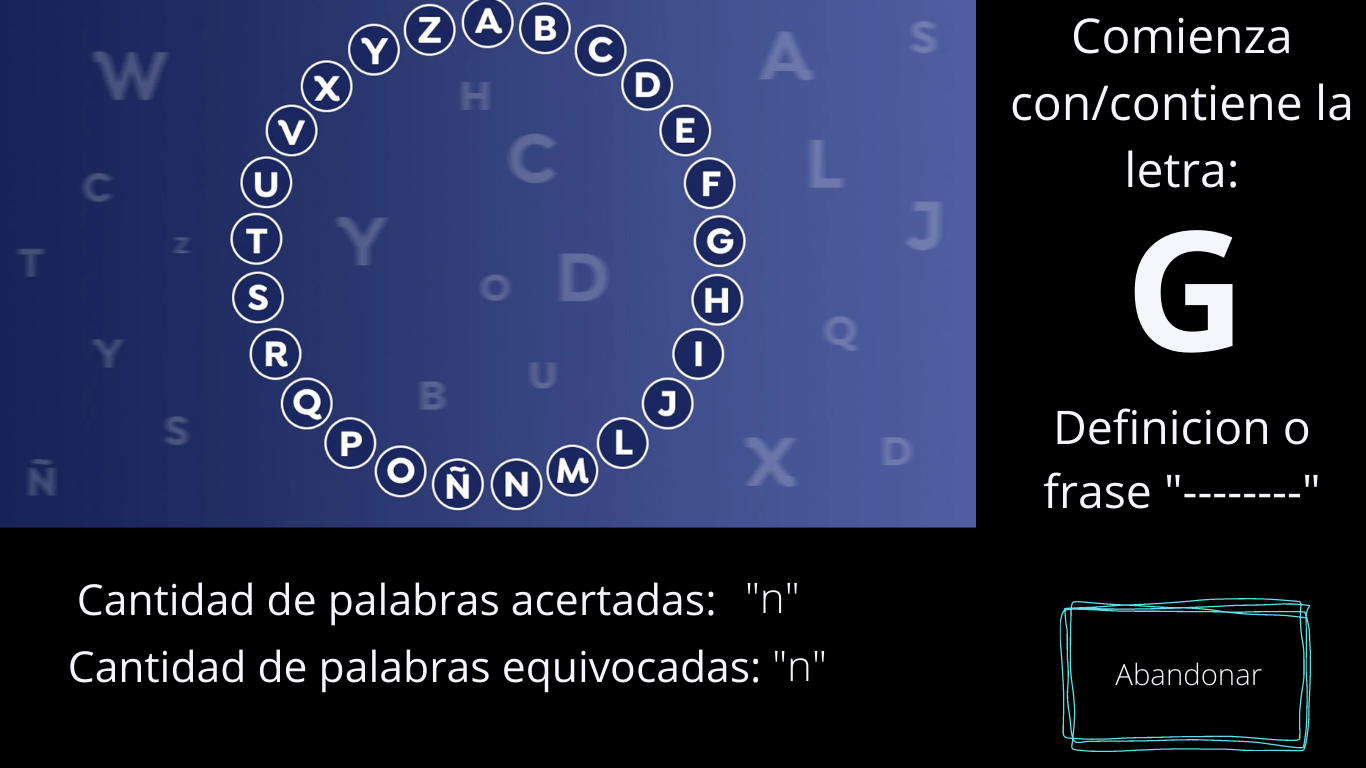 A
B
C
D
E
F
G
H
I
J
L
M
N
Ñ
O
P
Q
R
S
T
U
V
X
Y
Z
W
H
C
A
S
L
C
J
T
Z
Y
O
D
Q
Y
B
U
S
Ñ
X
D
Comienza
con/contiene la
letra:
G
Definicion o
frase "--------"
Cantidad de palabras acertadas: "n"
Cantidad de palabras equivocadas: "n"
Abandonar